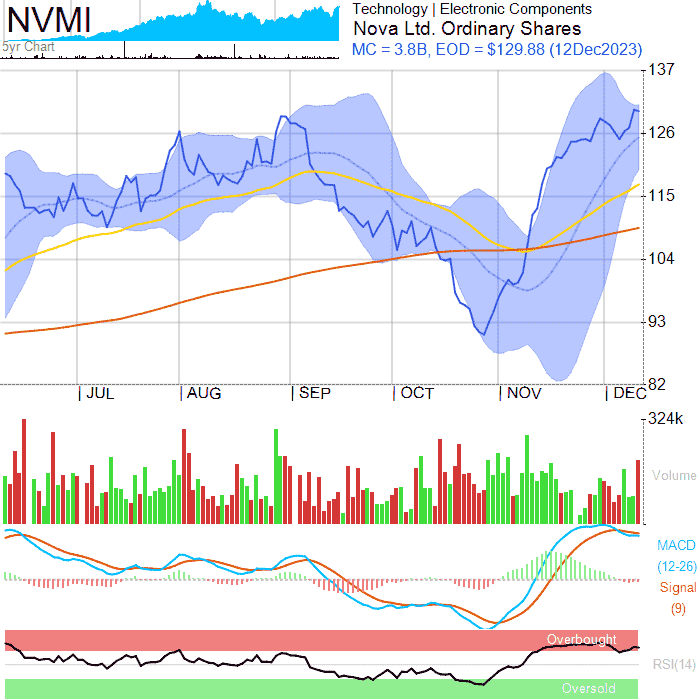 NVMI
5yr Chart
Technology | Electronic Components
Nova Ltd. Ordinary Shares
MC = 3.8B, EOD = $129.88 (12Dec2023)
137
126
115
104
93
82
| JUL | AUG | SEP | OCT | NOV | DEC
324k
Volume
MACD
(12-26)
Signal
(9)
Overbought
RSI(14)
Oversold